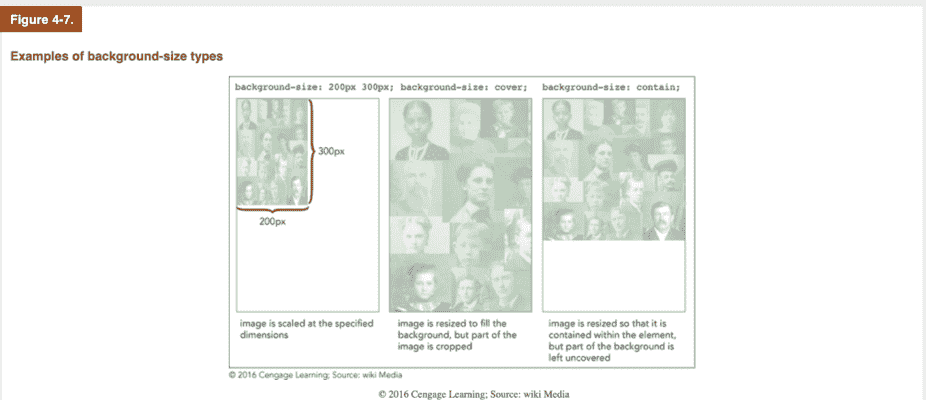 Figure 4-7.
Examples of background-size types
background-size: 200px 300px; background-size: cover; background-size: contain;
300px
200px
image is scaled at the specified
dimensions
image is resized to fill the
background, but part of the
image is cropped
image is resized so that it is
contained within the element,
but part of the background is
left uncovered
© 2016 Cengage Learning; Source: wiki Media
© 2016 Cengage Learning; Source: wiki Media